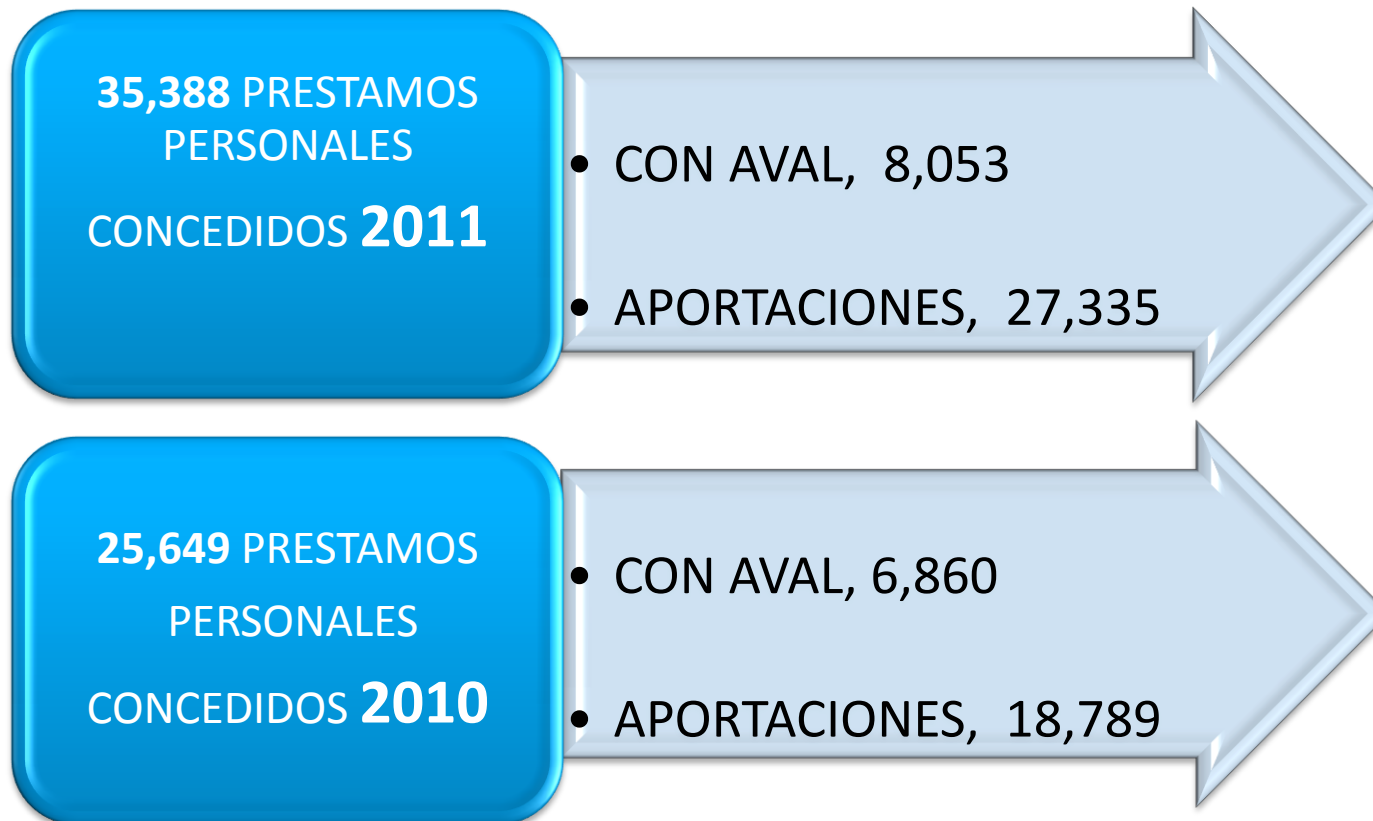 35,388 PRESTAMOS
PERSONALES
CONCEDIDOS 2011
• CON AVAL, 8,053
• APORTACIONES, 27,335
25,649 PRESTAMOS
PERSONALES
CONCEDIDOS 2010
• CON AVAL, 6,860
• APORTACIONES, 18,789